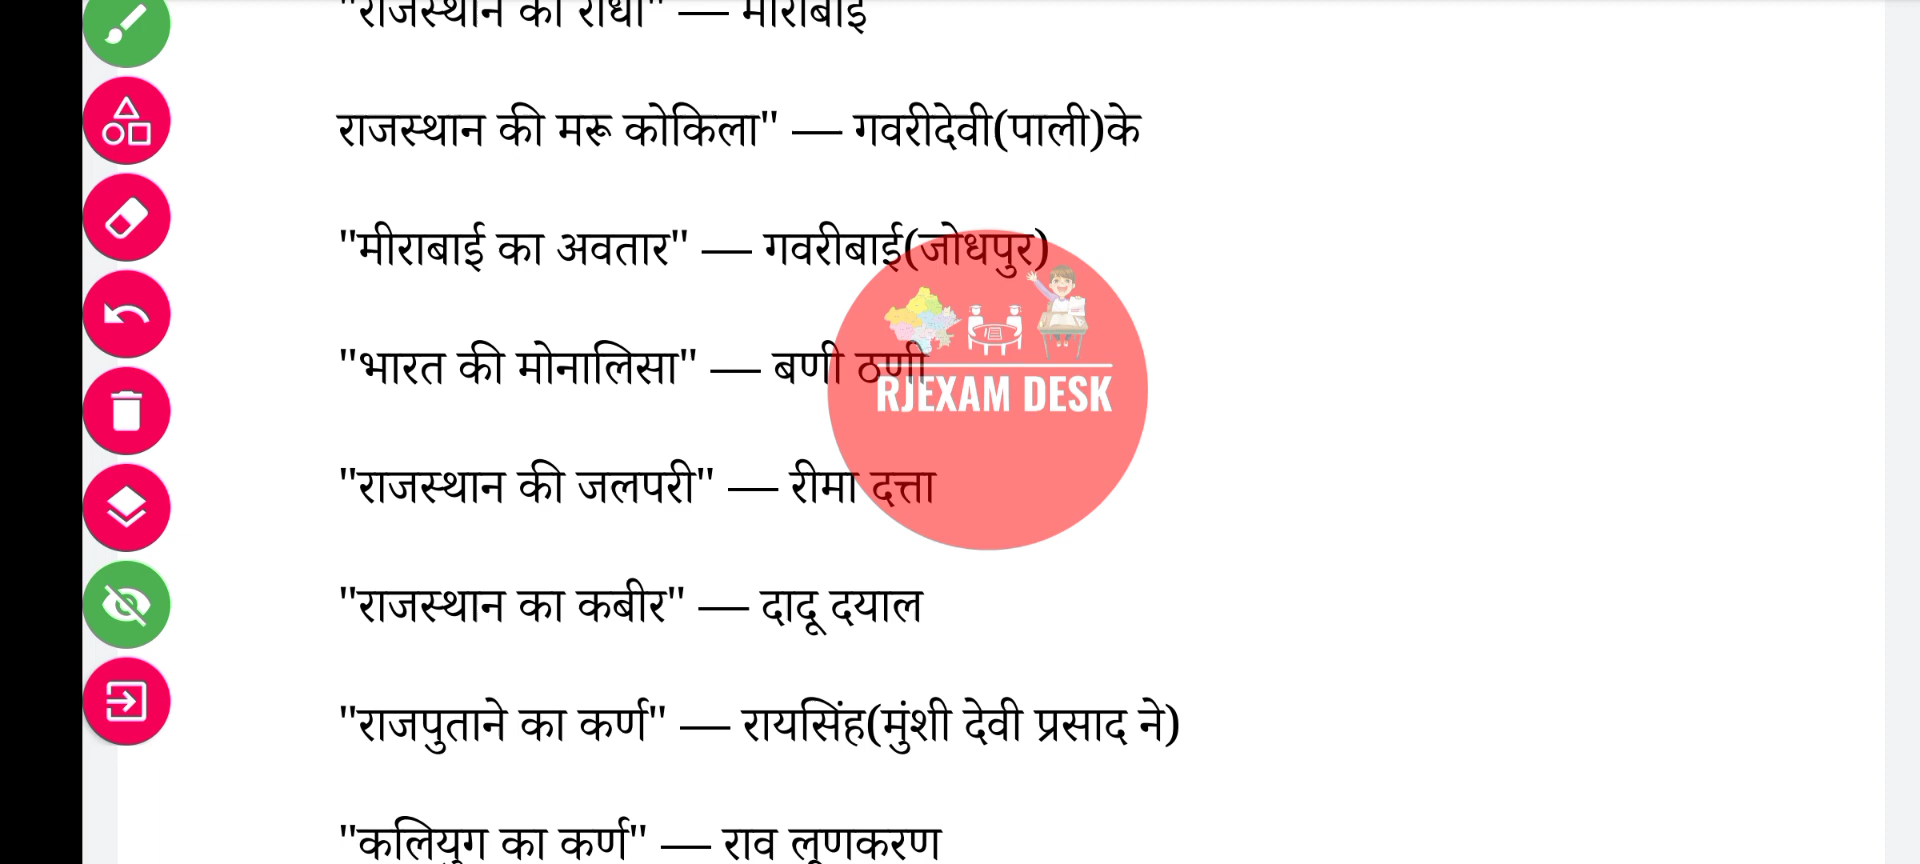 "राजस्थान की राधा" — मीराबाई
राजस्थान की मरू कोकिला" — गवरीदेवी(पाली)के
"मीराबाई का अवतार" — गवरीबाई(जोधपुर)
"भारत की मोनालिसा" — बणी ठणी
RJEXAM DESK
"राजस्थान की जलपरी" — रीमा दत्ता
"राजस्थान का कबीर" — दादू दयाल
"राजपुताने का कर्ण" — रायसिंह(मुंशी देवी प्रसाद ने)
"कलियुग का कर्ण" — राव लूणकरण